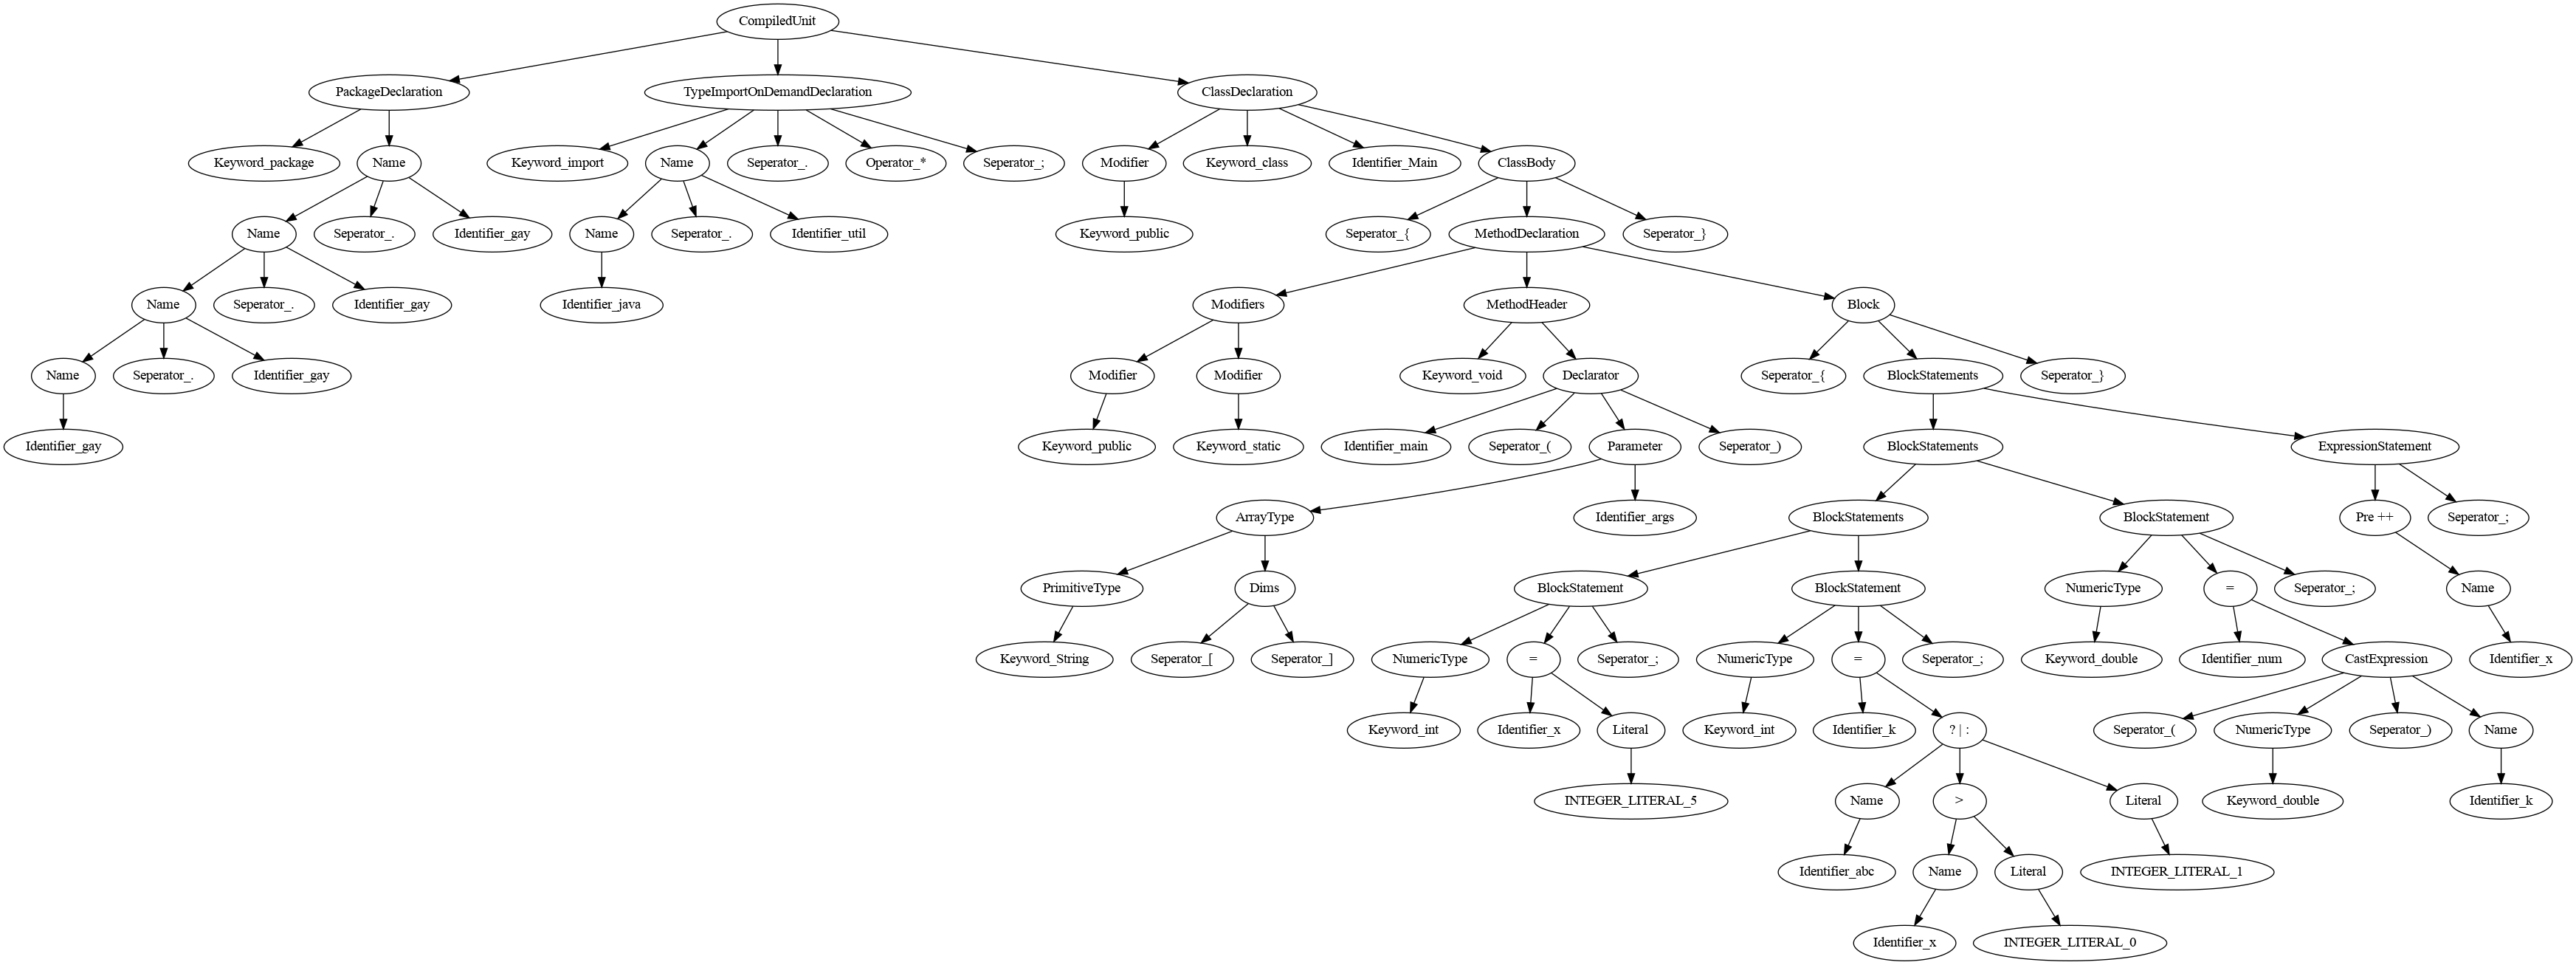 CompiledUnit
PackageDeclaration TypeImportOnDemandDeclaration ClassDeclaration
Keyword_package Name Keyword_import Name Seperator_. Operator_* Seperator_; Modifier Keyword_class Identifier_Main ClassBody
Name Seperator_. Identifier_gay Name Seperator_. Identifier_util Keyword_public Seperator_{ MethodDeclaration Seperator_}
Name Seperator_. Identifier_gay Identifier_java Modifiers MethodHeader Block
Name Seperator_. Identifier_gay Modifier Modifier Keyword_void Declarator Seperator_{ BlockStatements Seperator_}
Identifier_gay Keyword_public Keyword_static Identifier_main Seperator_( Parameter Seperator_) BlockStatements ExpressionStatement
ArrayType Identifier_args BlockStatements BlockStatement Pre ++ Seperator_;
PrimitiveType Dims BlockStatement BlockStatement NumericType = Seperator_; Name
Keyword_String Seperator_[ Seperator_] NumericType = Seperator_; NumericType = Seperator_; Keyword_double Identifier_num CastExpression Identifier_x
Keyword_int Identifier_x Literal Keyword_int Identifier_k ? | : Seperator_( NumericType Seperator_) Name
INTEGER_LITERAL_5 Name > Literal Keyword_double Identifier_k
Identifier_abc Name Literal INTEGER_LITERAL_1
Identifier_x INTEGER_LITERAL_0